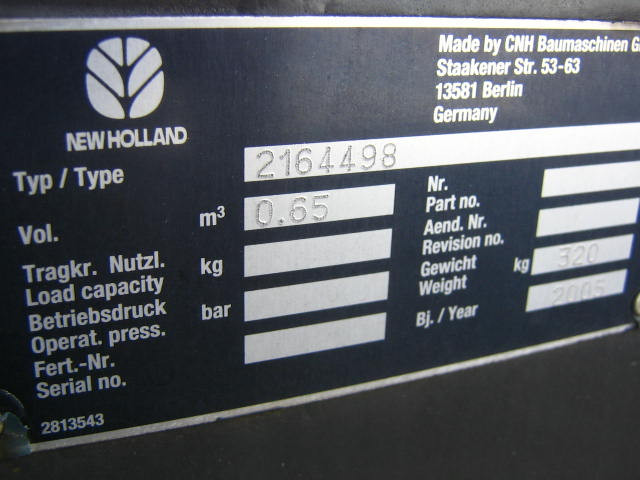 NEW HOLLAND
Made by CNH Baumaschinen
Staakener Str. 53-63
13581 Berlin
Germany
Typ / Type 2164498
Vol. m³ 0.65
Tragkr. Nutzl. kg
Load capacity
Betriebsdruck bar
Operat. press.
Fert.-Nr.
Serial no.
2813543
Nr.
Part no.
Aend. Nr.
Revision no.
Gewicht kg 320
Weight
Bj. / Year 2005